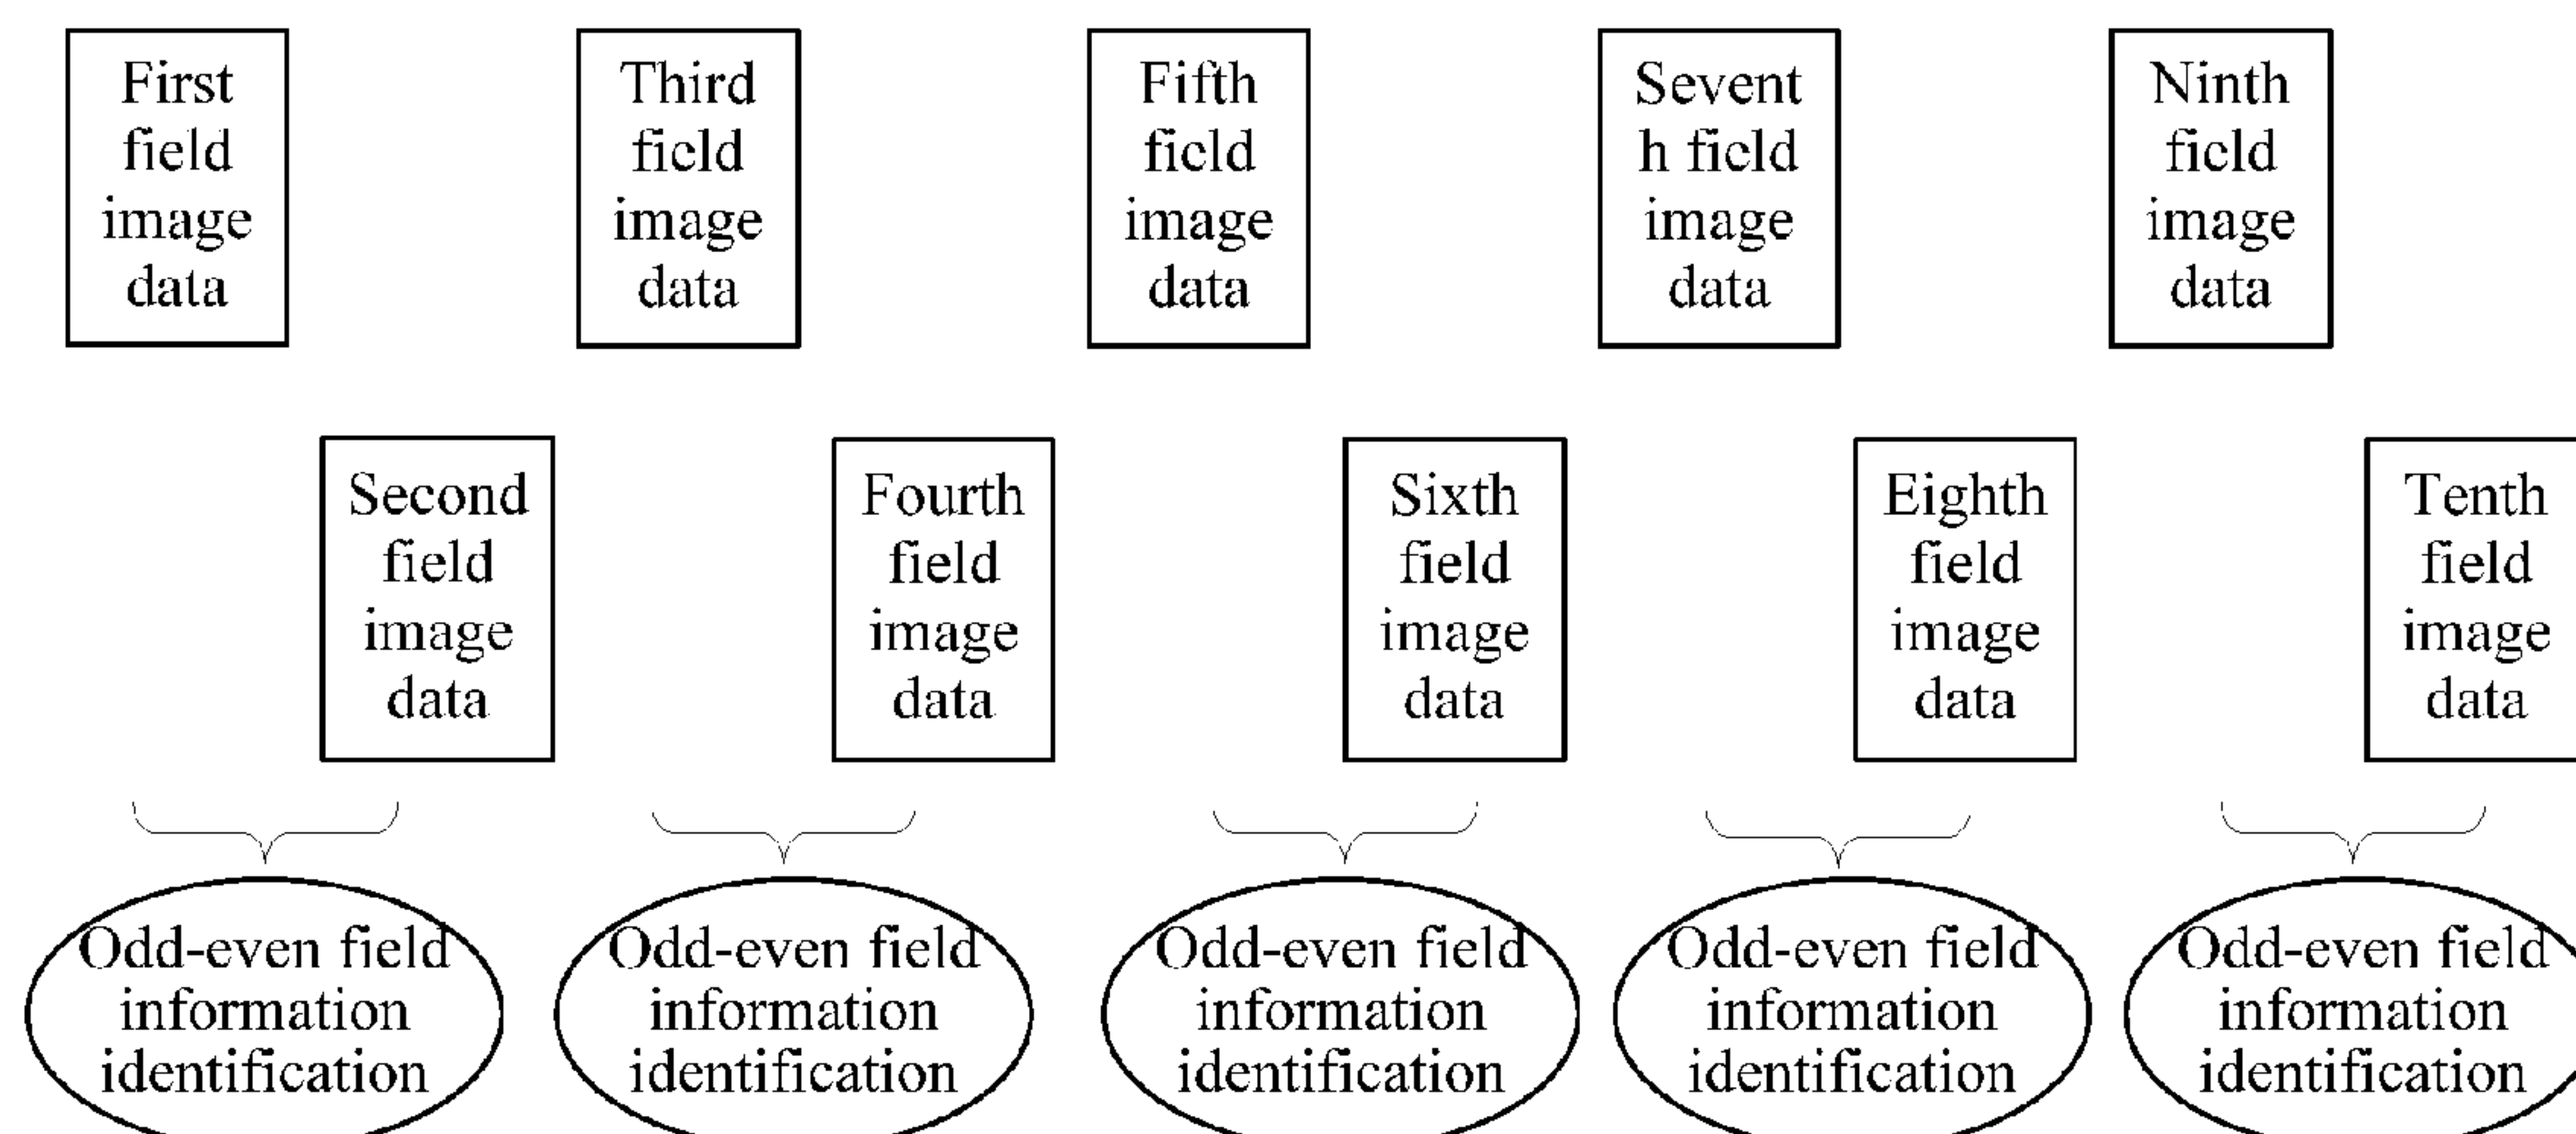 First
field
image
data
Third
field
image
data
Fifth
field
image
data
Sevent
h field
image
data
Ninth
field
image
data
Second
field
image
data
Fourth
field
image
data
Sixth
field
image
data
Eighth
field
image
data
Tenth
field
image
data
Odd-even field
information
identification
Odd-even field
information
identification
Odd-even field
information
identification
Odd-even field
information
identification
Odd-even field
information
identification